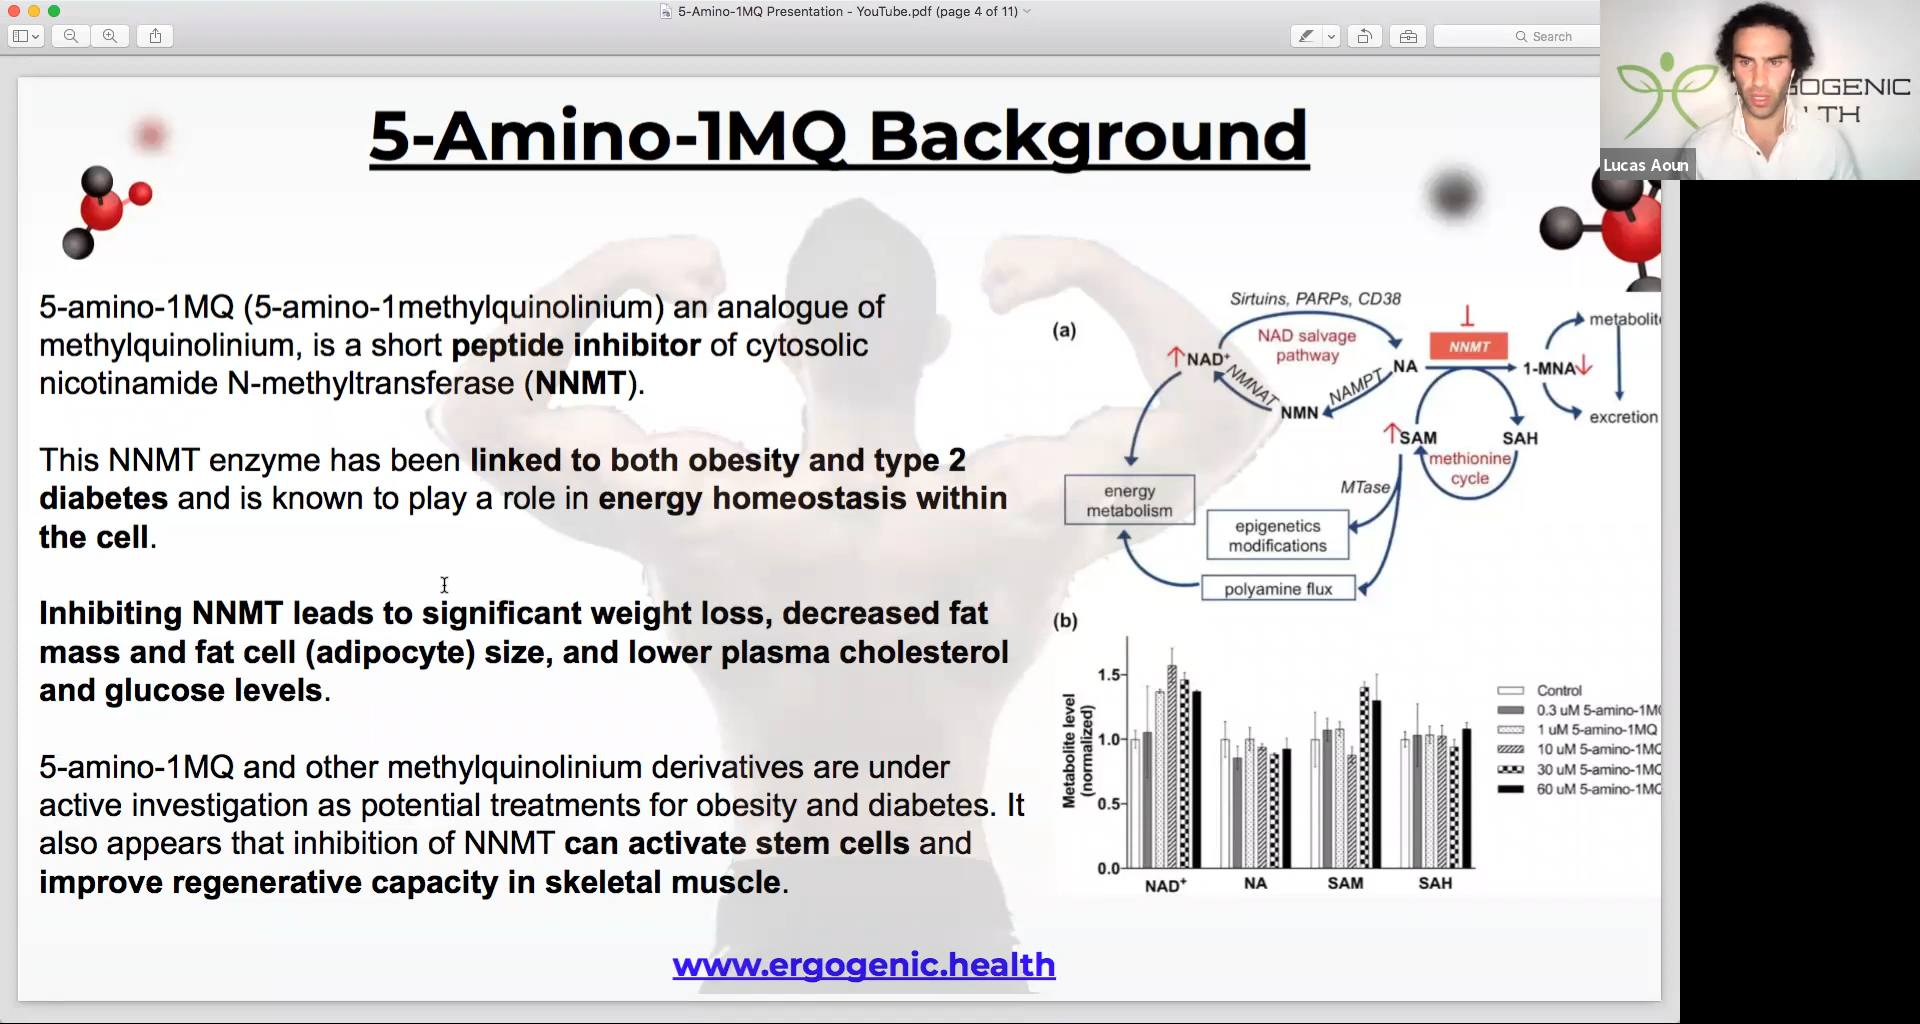 5-Amino-1MQ Presentation - YouTube.pdf (page 4 of 11)
Search
OGENIC
LTH
Lucas Aoun
5-Amino-1MQ Background
5-amino-1MQ (5-amino-1methylquinolinium) an analogue of
methylquinolinium, is a short peptide inhibitor of cytosolic
nicotinamide N-methyltransferase (NNMT).
This NNMT enzyme has been linked to both obesity and type 2
diabetes and is known to play a role in energy homeostasis within
the cell.
Inhibiting NNMT leads to significant weight loss, decreased fat
mass and fat cell (adipocyte) size, and lower plasma cholesterol
and glucose levels.
5-amino-1MQ and other methylquinolinium derivatives are under
active investigation as potential treatments for obesity and diabetes. It
also appears that inhibition of NNMT can activate stem cells and
improve regenerative capacity in skeletal muscle.
(a)
Sirtuins, PARPs, CD38
NAD salvage
pathway
↑NAD+
NMNAT
NMN
NAMPT
NA
NNMT
1-MNA↓
metabolite
excretion
↑SAM
SAH
methionine
cycle
MTase
energy
metabolism
epigenetics
modifications
polyamine flux
(b)
Metabolite level
(normalized)
1.5
1.0
0.5
0.0
NAD+
NA
SAM
SAH
Control
0.3 uM 5-amino-1MQ
1 uM 5-amino-1MQ
10 uM 5-amino-1MQ
30 uM 5-amino-1MQ
60 uM 5-amino-1MQ
www.ergogenic.health